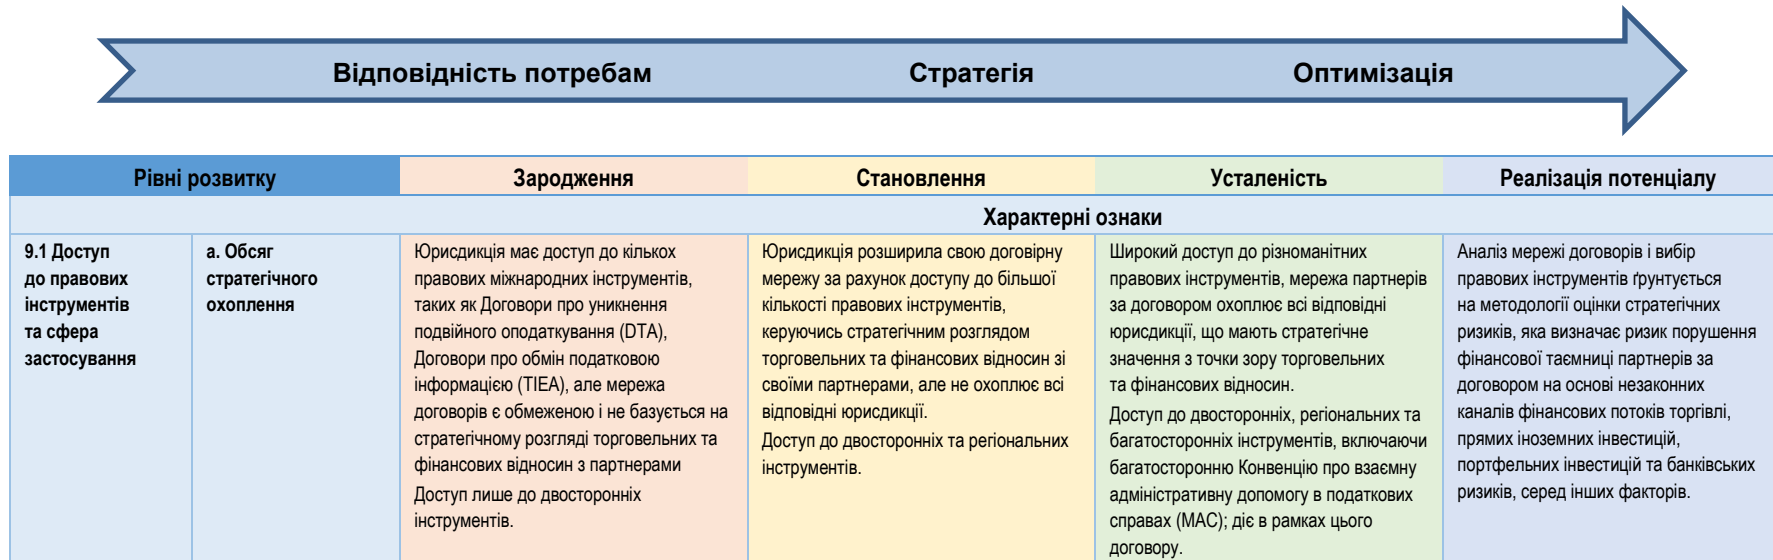 Відповідність потребам Стратегія Оптимізація
Рівні розвитку Зародження Становлення Усталеність Реалізація потенціалу
Характерні ознаки
9.1 Доступ
до правових
інструментів
та сфера
застосування
a. Обсяг
стратегічного
охоплення
Юрисдикція має доступ до кількох
правових міжнародних інструментів,
таких як Договори про уникнення
подвійного оподаткування (DTA),
Договори про обмін податковою
інформацією (TIEA), але мережа
договорів є обмеженою і не базується на
стратегічному розгляді торговельних та
фінансових відносин з партнерами
Доступ лише до двосторонніх
інструментів.
Юрисдикція розширила свою договірну
мережу за рахунок доступу до більшої
кількості правових інструментів,
керуючись стратегічним розглядом
торговельних та фінансових відносин зі
своїми партнерами, але не охоплює всі
відповідні юрисдикції.
Доступ до двосторонніх та регіональних
інструментів.
Широкий доступ до різноманітних
правових інструментів, мережа партнерів
за договором охоплює всі відповідні
юрисдикції, що мають стратегічне
значення з точки зору торговельних
та фінансових відносин.
Доступ до двосторонніх, регіональних та
багатосторонніх інструментів, включаючи
багатосторонню Конвенцію про взаємну
адміністративну допомогу в податкових
справах (MAC); діє в рамках цього
договору.
Аналіз мережі договорів і вибір
правових інструментів ґрунтується
на методології оцінки стратегічних
ризиків, яка визначає ризик порушення
фінансової таємниці партнерів за
договором на основі незаконних
каналів фінансових потоків торгівлі,
прямих іноземних інвестицій,
портфельних інвестицій та банківських
ризиків, серед інших факторів.